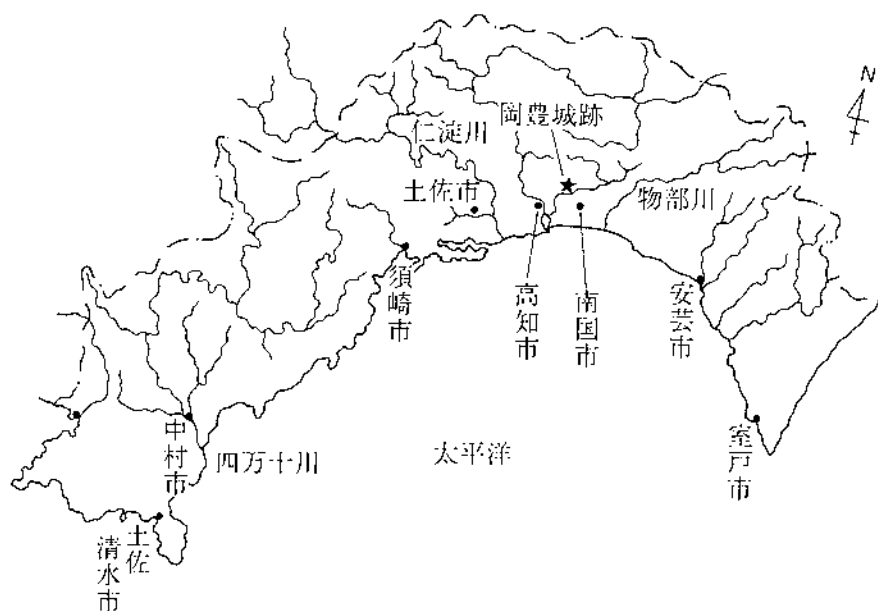 N
岡豊城跡
仁淀川
土佐市
物部川
須崎市
高知市
南国市
安芸市
中村市
四万十川
太平洋
室戸市
土佐
清水市